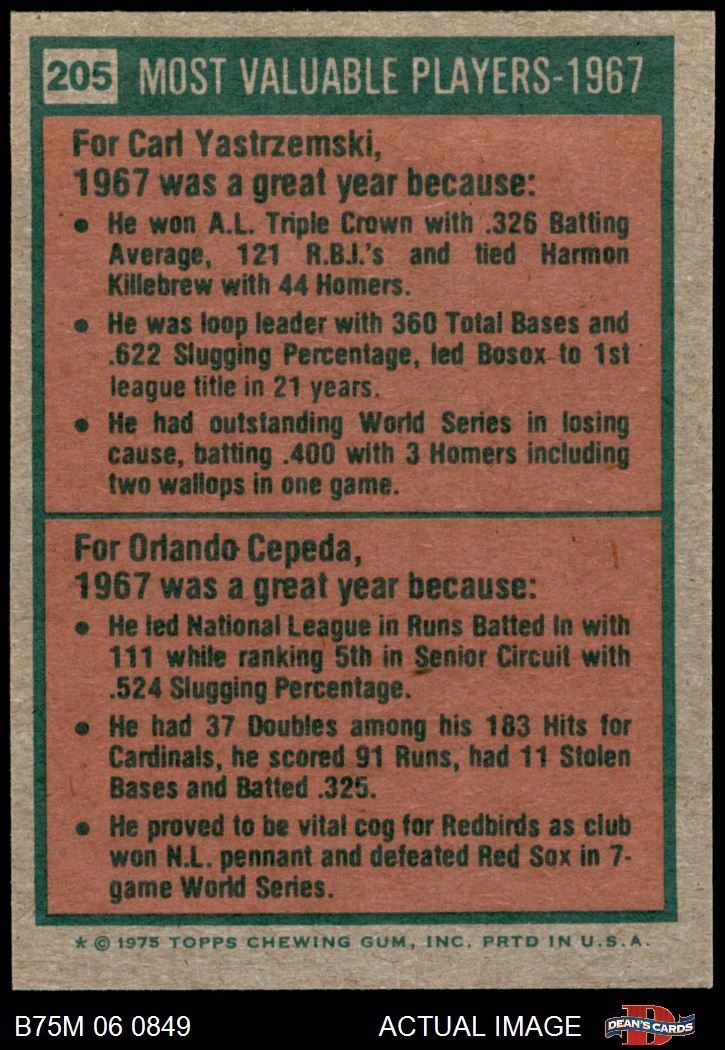 205 MOST VALUABLE PLAYERS-1967
For Carl Yastrzemski,
1967 was a great year because:
• He won A.L. Triple Crown with .326 Batting
Average, 121 R.B.I.'s and tied Harmon
Killebrew with 44 Homers.
• He was loop leader with 360 Total Bases and
.622 Slugging Percentage, led Bosox to 1st
league title in 21 years.
• He had outstanding World Series in losing
cause, batting .400 with 3 Homers including
two wallops in one game.
For Orlando Cepeda,
1967 was a great year because:
• He led National League in Runs Batted In with
111 while ranking 5th in Senior Circuit with
.524 Slugging Percentage.
• He had 37 Doubles among his 183 Hits for
Cardinals, he scored 91 Runs, had 11 Stolen
Bases and Batted .325.
• He proved to be vital cog for Redbirds as club
won N.L. pennant and defeated Red Sox in 7-
game World Series.
* © 1975 TOPPS CHEWING GUM, INC. PRTD IN U.S.A.
B75M 06 0849 ACTUAL IMAGE D DEAN'S CARDS